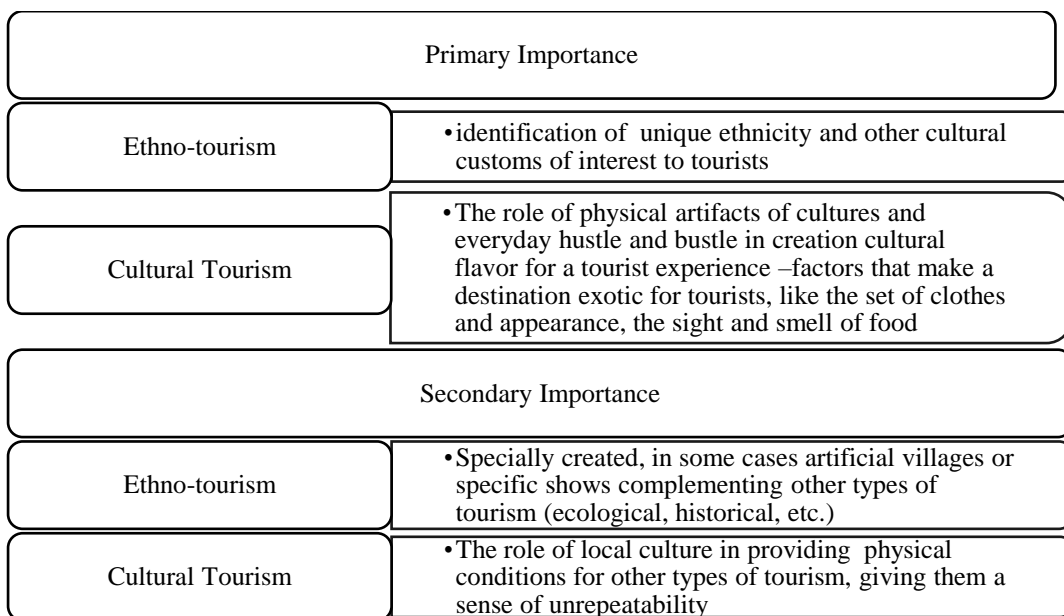 Primary Importance
Ethno-tourism
•identification of unique ethnicity and other cultural
customs of interest to tourists
Cultural Tourism
•The role of physical artifacts of cultures and
everyday hustle and bustle in creation cultural
flavor for a tourist experience –factors that make a
destination exotic for tourists, like the set of clothes
and appearance, the sight and smell of food
Secondary Importance
Ethno-tourism
•Specially created, in some cases artificial villages or
specific shows complementing other types of
tourism (ecological, historical, etc.)
Cultural Tourism
•The role of local culture in providing physical
conditions for other types of tourism, giving them a
sense of unrepeatability